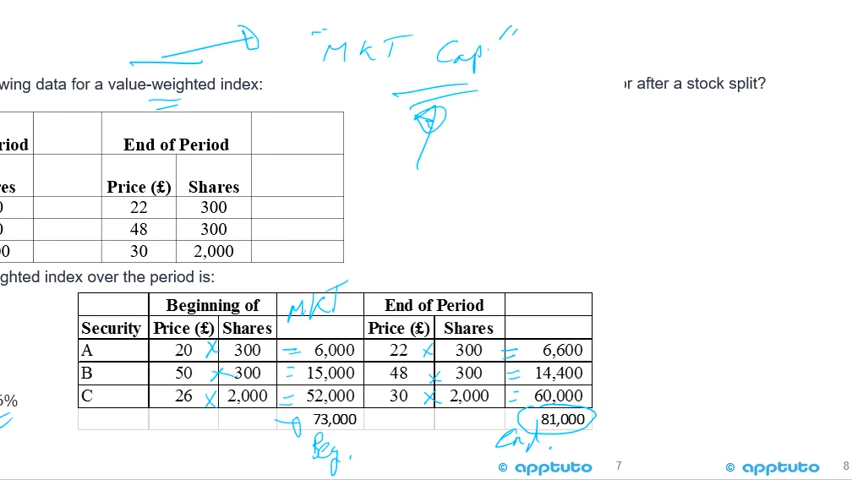 "MKT Cap."
wing data for a value-weighted index:
or after a stock split?
riod End of Period
res Price (£) Shares
0 22 300
0 48 300
00 30 2,000
ghted index over the period is:
Beginning of MKT End of Period
Security Price (£) Shares Price (£) Shares
A 20 × 300 = 6,000 22 × 300 = 6,600
B 50 × 300 = 15,000 48 × 300 = 14,400
C 26 × 2,000 = 52,000 30 × 2,000 = 60,000
5%
73,000 81,000
Beg. End.
© apptuto 7 © apptuto 8